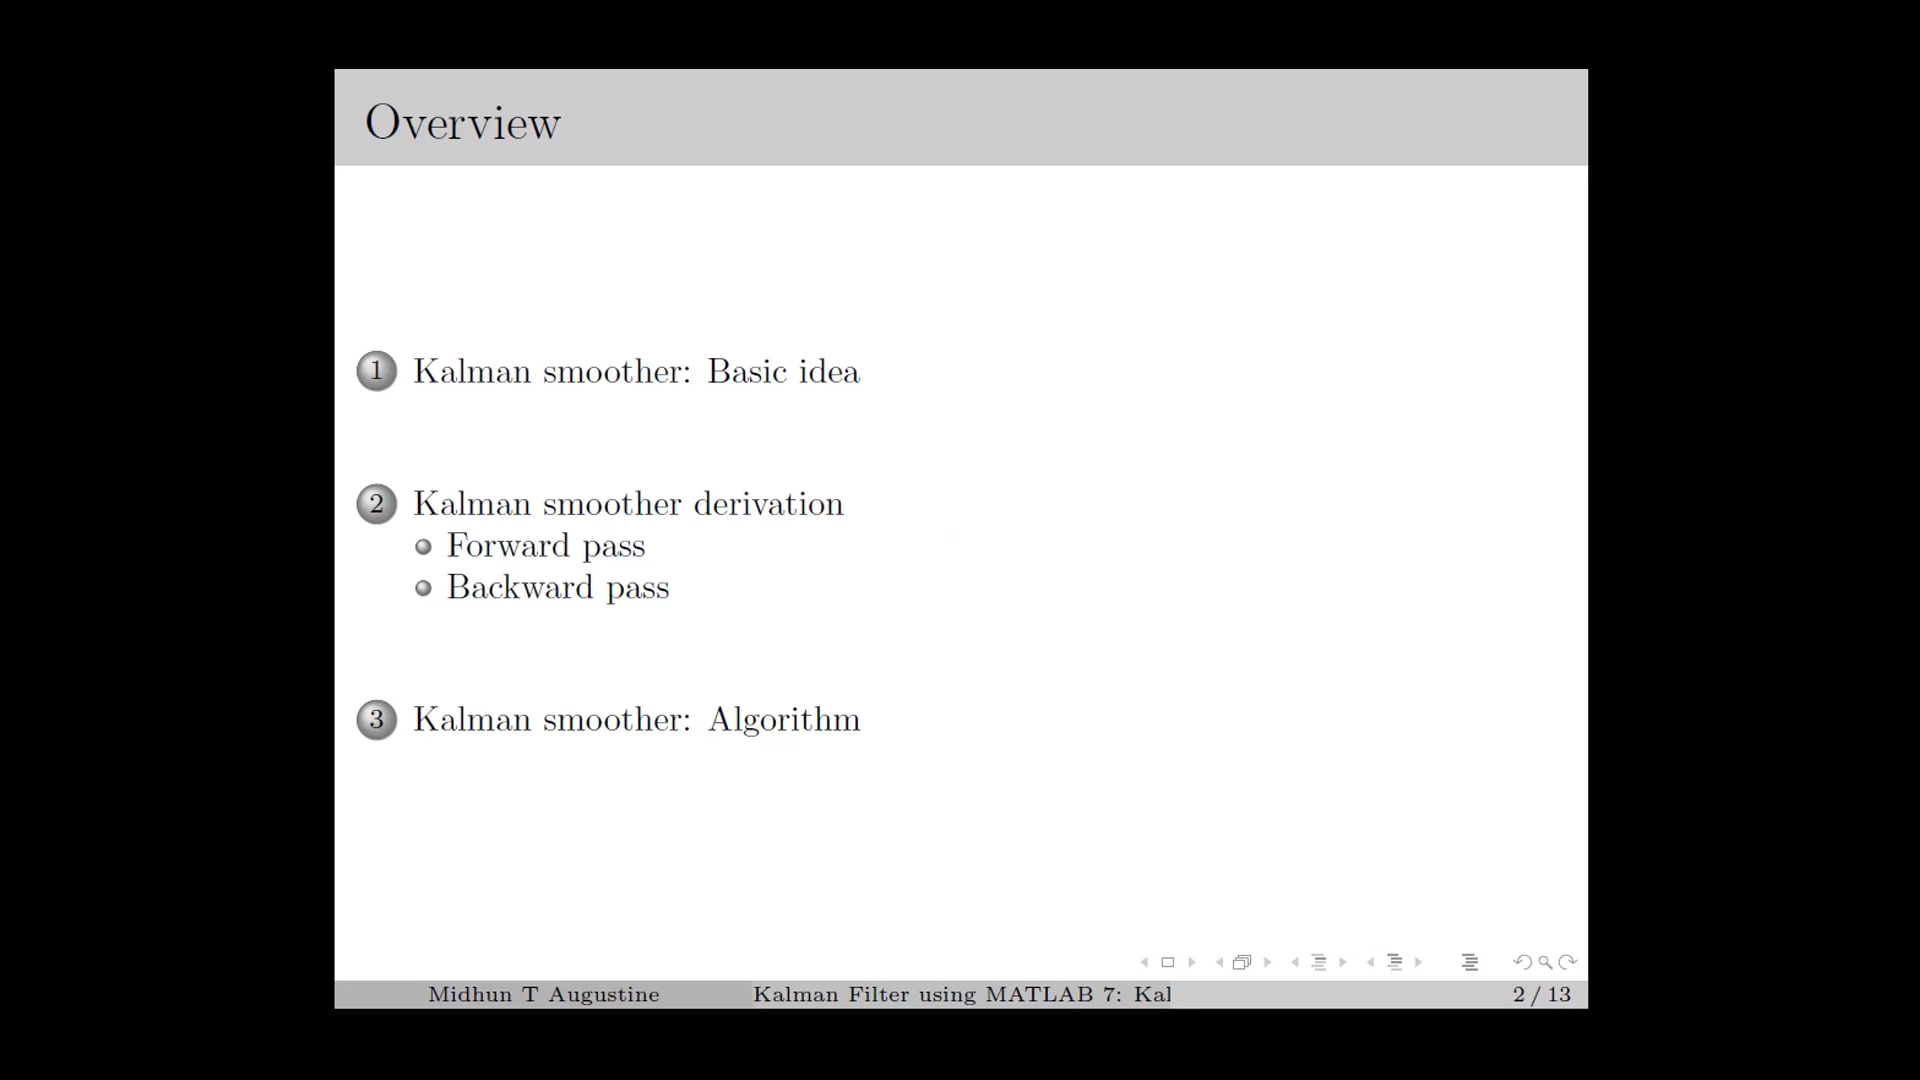 Overview
1 Kalman smoother: Basic idea
2 Kalman smoother derivation
Forward pass
Backward pass
3 Kalman smoother: Algorithm
Midhun T Augustine Kalman Filter using MATLAB 7: Kal 2 / 13